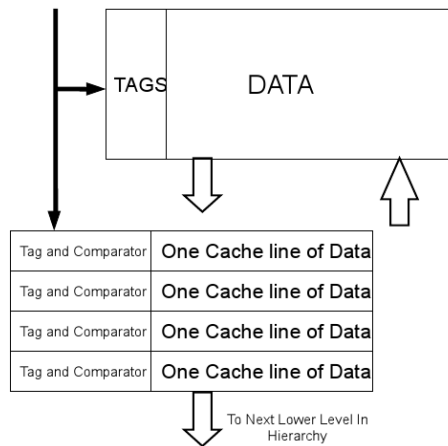 TAGS DATA
Tag and Comparator One Cache line of Data
Tag and Comparator One Cache line of Data
Tag and Comparator One Cache line of Data
Tag and Comparator One Cache line of Data
To Next Lower Level In
Hierarchy